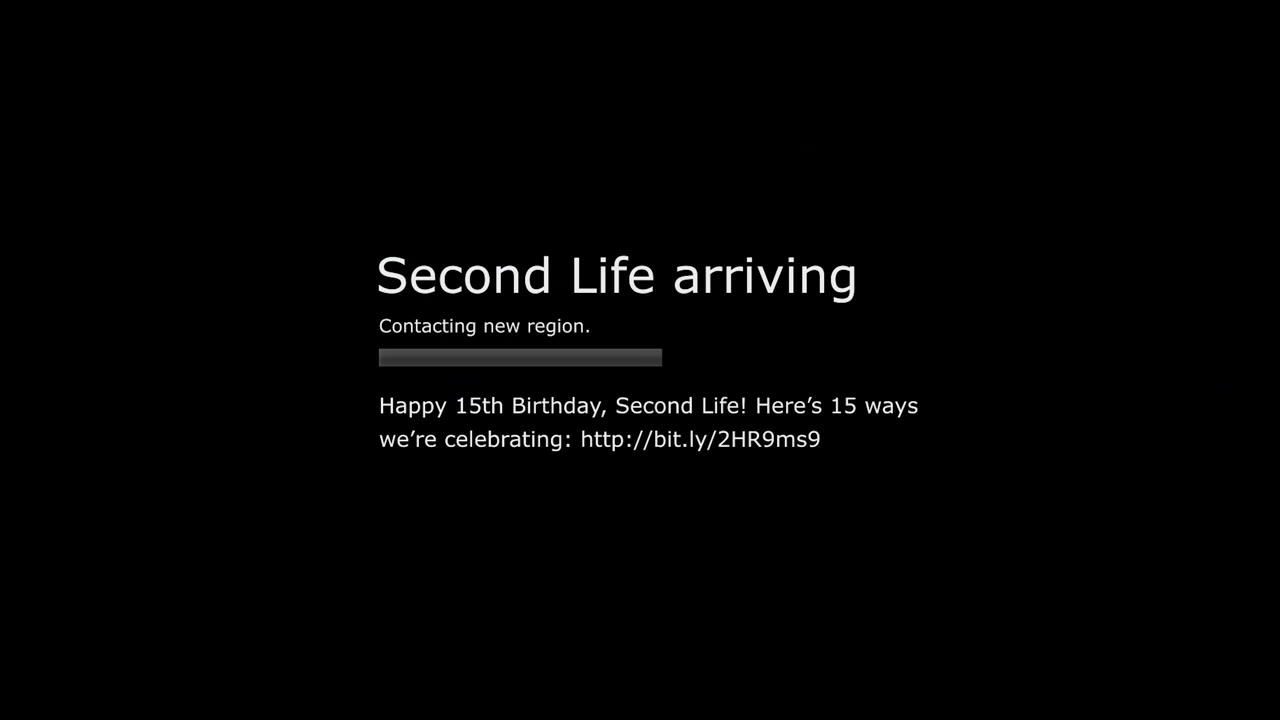 Second Life arriving
Contacting new region.
Happy 15th Birthday, Second Life! Here’s 15 ways
we’re celebrating: http://bit.ly/2HR9ms9